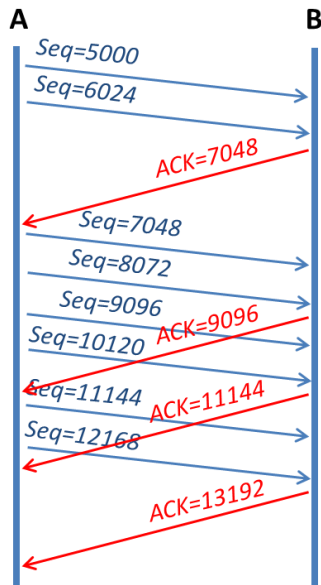 A
B
Seq=5000
Seq=6024
ACK=7048
Seq=7048
Seq=8072
Seq=9096
ACK=9096
Seq=10120
Seq=11144
ACK=11144
Seq=12168
ACK=13192